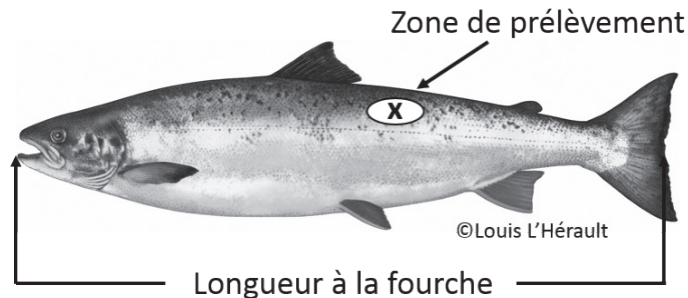 Zone de prélèvement
X
©Louis L’Hérault
Longueur à la fourche